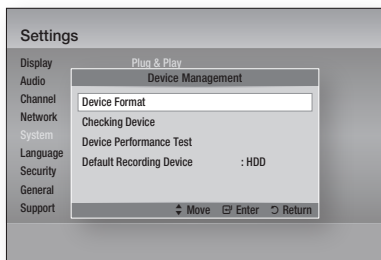 Settings
Display Plug & Play
Audio
Channel
Network
System
Language
Security
General
Support
Device Management
Device Format
Checking Device
Device Performance Test
Default Recording Device : HDD
Move Enter Return